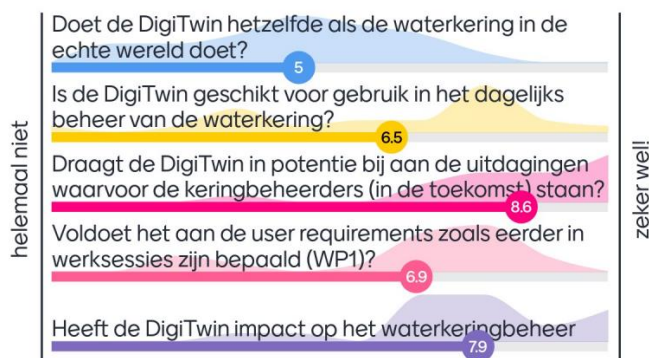 Doet de DigiTwin hetzelfde als de waterkering in de
echte wereld doet?
5
Is de DigiTwin geschikt voor gebruik in het dagelijks
beheer van de waterkering?
6.5
Draagt de DigiTwin in potentie bij aan de uitdagingen
waarvoor de keringbeheerders (in de toekomst) staan?
8.6
Voldoet het aan de user requirements zoals eerder in
werksessies zijn bepaald (WP1)?
6.9
Heeft de DigiTwin impact op het waterkeringbeheer
7.9
helemaal niet
zeker wel!